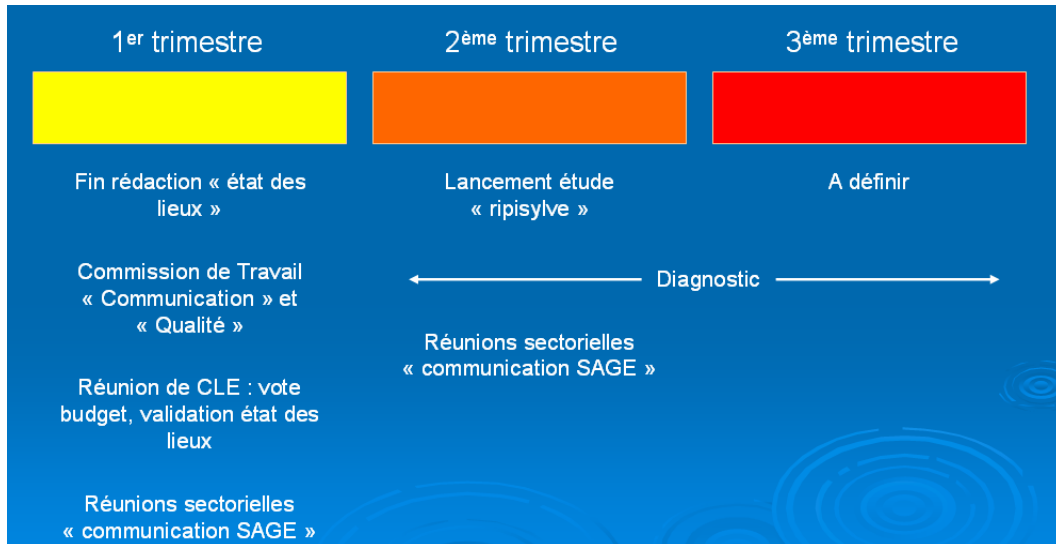 1er trimestre
2ème trimestre
3ème trimestre
Fin rédaction « état des
lieux »
Commission de Travail
« Communication » et
« Qualité »
Réunion de CLE : vote
budget, validation état des
lieux
Réunions sectorielles
« communication SAGE »
Lancement étude
« ripisylve »
A définir
Diagnostic
Réunions sectorielles
« communication SAGE »